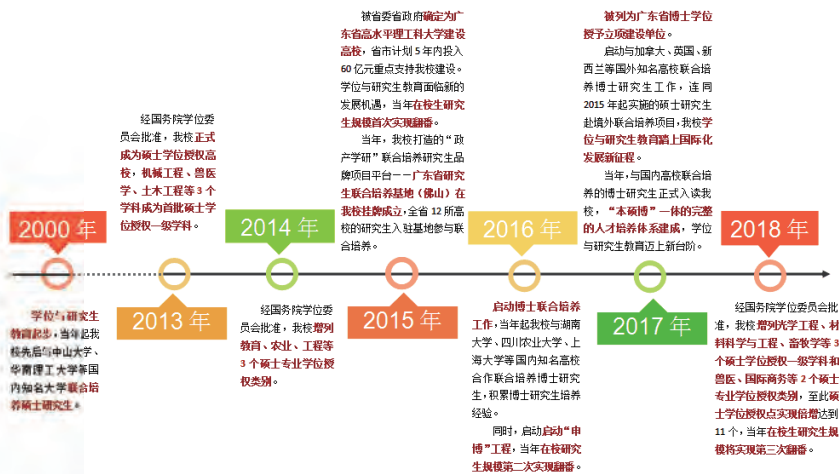 2000 年
学位与研究生
教育起步，当年起我
校先后与中山大学、
华南理工大学等国
内知名大学联合培
养硕士研究生。
经国务院学位委
员会批准，我校正式
成为硕士学位授权高
校，机械工程、兽医
学、土木工程等 3 个
学科成为首批硕士学
位授权一级学科。
2013 年
2014 年
经国务院学位委
员会批准，我校增列
教育、农业、工程等
3 个硕士专业学位授
权类别。
被省委省政府确定为广
东省高水平理工科大学建设
高校，省市计划 5 年内投入
60 亿元重点支持我校建设。
学位与研究生教育面临新的
发展机遇，当年在校生研究
生规模首次实现翻番。
当年，我校打造的“政
产学研”联合培养研究生品
牌项目平台——广东省研究
生联合培养基地（佛山）在
我校挂牌成立，全省 12 所高
校的研究生入驻基地参与联
合培养。
2015 年
2016 年
启动博士联合培养
工作，当年起我校与湖南
大学、四川农业大学、上
海大学等国内知名高校
合作联合培养博士研究
生，积累博士研究生培养
经验。
同时，启动启动“申
博”工程，当年在校研究
生规模第二次实现翻番。
被列为广东省博士学位
授予立项建设单位。
启动与加拿大、英国、新
西兰等国外知名高校联合培
养博士研究生工作，连同
2015 年起实施的硕士研究生
赴境外联合培养项目，我校学
位与研究生教育踏上国际化
发展新征程。
当年，与国内高校联合培
养的博士研究生正式入读我
校，“本硕博”一体的完整
的人才培养体系建成，学位
与研究生教育迈上新台阶。
2017 年
2018 年
经国务院学位委员会批
准，我校增列光学工程、材
料科学与工程、畜牧学等 3
个硕士学位授权一级学科和
兽医、国际商务等 2 个硕士
专业学位授权类别，至此硕
士学位授权点实现倍增达到
11 个，当年在校生研究生规
模将实现第三次翻番。